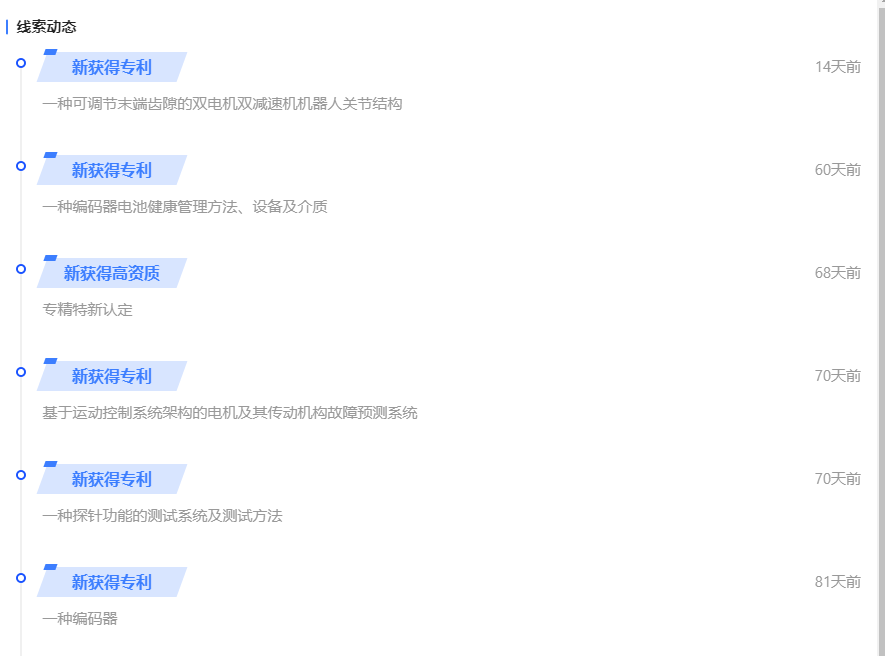 线索动态
新获得专利
14天前
一种可调节末端齿隙的双电机双减速机机器人关节结构
新获得专利
60天前
一种编码器电池健康管理方法、设备及介质
新获得高资质
68天前
专精特新认定
新获得专利
70天前
基于运动控制系统架构的电机及其传动机构故障预测系统
新获得专利
70天前
一种探针功能的测试系统及测试方法
新获得专利
81天前
一种编码器